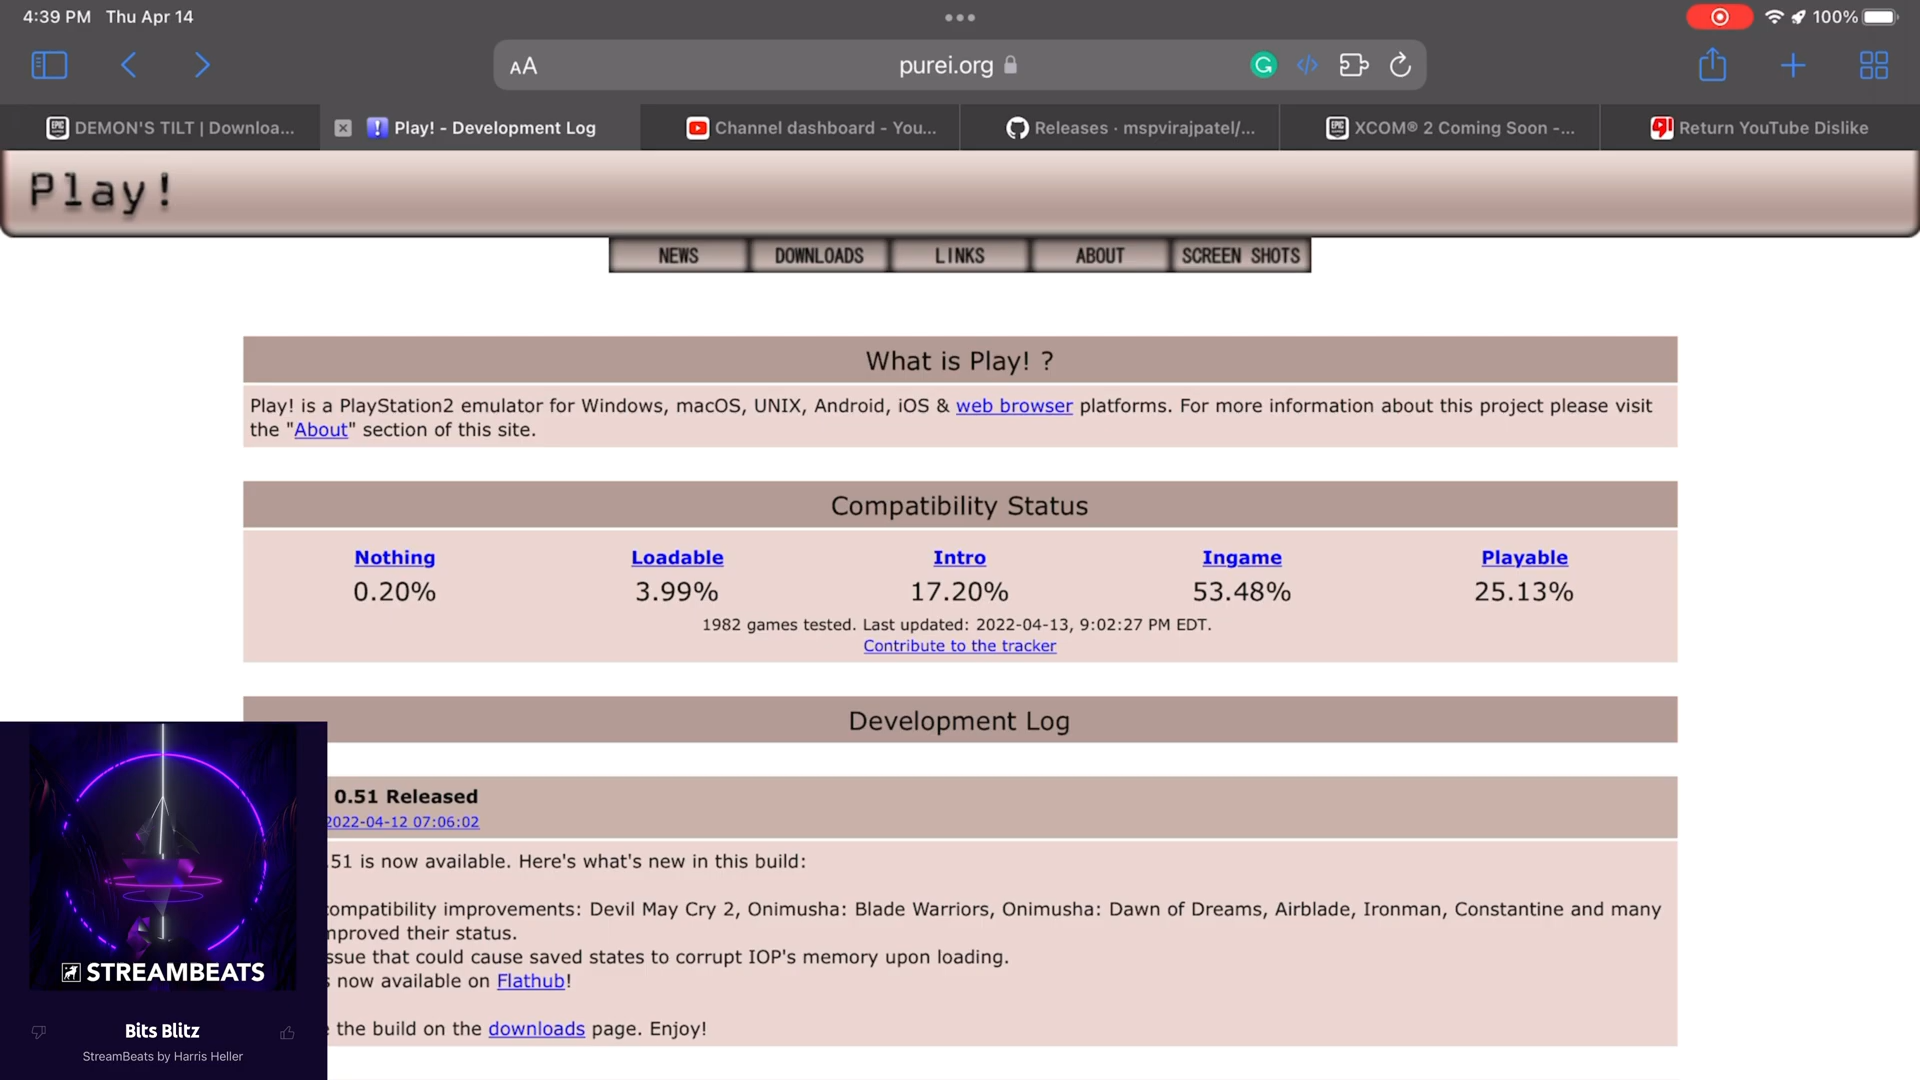 4:39 PM Thu Apr 14
100%
AA
purei.org
DEMON'S TILT | Downloa...
Play! - Development Log
Channel dashboard - You...
Releases · mspvirajpatel/...
XCOM® 2 Coming Soon -...
Return YouTube Dislike
Play!
NEWS
DOWNLOADS
LINKS
ABOUT
SCREEN SHOTS
What is Play! ?
Play! is a PlayStation2 emulator for Windows, macOS, UNIX, Android, iOS & web browser platforms. For more information about this project please visit
the "About" section of this site.
Compatibility Status
Nothing Loadable Intro Ingame Playable
0.20% 3.99% 17.20% 53.48% 25.13%
1982 games tested. Last updated: 2022-04-13, 9:02:27 PM EDT.
Contribute to the tracker
Development Log
0.51 Released
2022-04-12 07:06:02
.51 is now available. Here's what's new in this build:
compatibility improvements: Devil May Cry 2, Onimusha: Blade Warriors, Onimusha: Dawn of Dreams, Airblade, Ironman, Constantine and many
mproved their status.
ssue that could cause saved states to corrupt IOP's memory upon loading.
s now available on Flathub!
the build on the downloads page. Enjoy!
STREAMBEATS
Bits Blitz
StreamBeats by Harris Heller